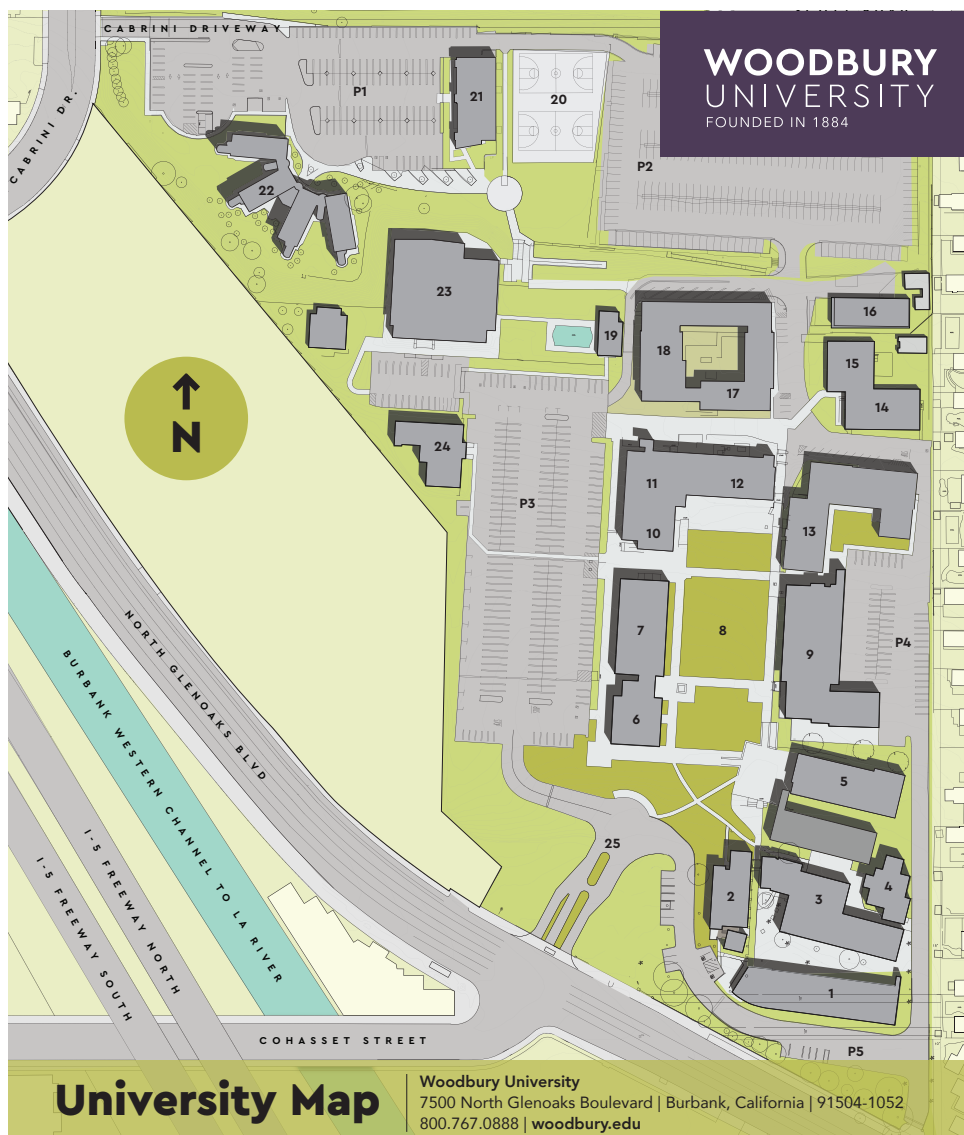 CABRINI DRIVEWAY
WOODBURY
UNIVERSITY
FOUNDED IN 1884
CABRINI DR.
P1
21
20
P2
22
23
16
19
18
15
17
14
N
24
11
12
P3
10
13
7
8
9
P4
6
5
NORTH GLENOAKS BLVD
BURBANK WESTERN CHANNEL TO LA RIVER
I-5 FREEWAY NORTH
I-5 FREEWAY SOUTH
25
4
2
3
1
COHASSET STREET
P5
University Map
Woodbury University
7500 North Glenoaks Boulevard | Burbank, California | 91504-1052
800.767.0888 | woodbury.edu